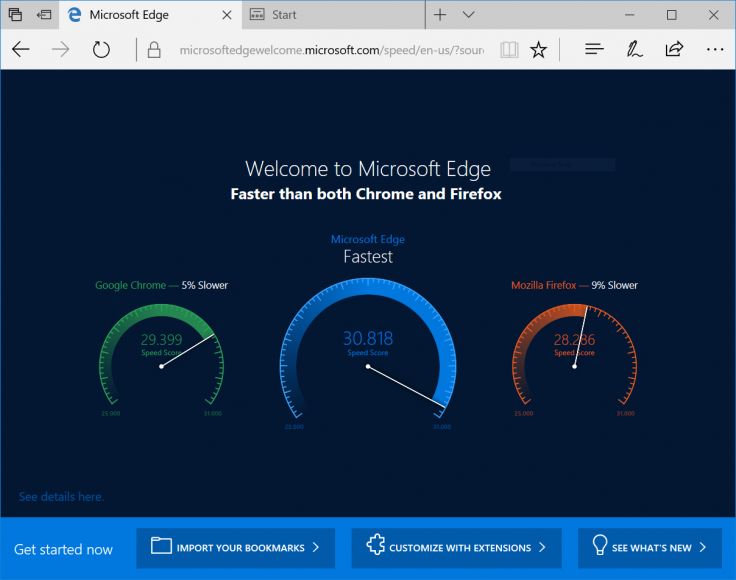 Microsoft Edge
Start
microsoftedgewelcome.microsoft.com/speed/en-us/?sour
Welcome to Microsoft Edge
Faster than both Chrome and Firefox
Microsoft Edge
Fastest
Google Chrome — 5% Slower
Mozilla Firefox — 9% Slower
29.399
Speed Score
30.818
Speed Score
28.286
Speed Score
25.000
31.000
31.000
25.000
31.000
See details here.
Get started now
IMPORT YOUR BOOKMARKS
CUSTOMIZE WITH EXTENSIONS
SEE WHAT'S NEW